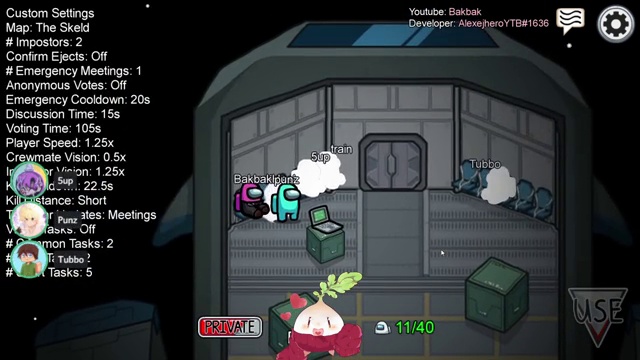 Custom Settings
Map: The Skeld
# Impostors: 2
Confirm Ejects: Off
# Emergency Meetings: 1
Anonymous Votes: Off
Emergency Cooldown: 20s
Discussion Time: 15s
Voting Time: 105s
Player Speed: 1.25x
Crewmate Vision: 0.5x
Vision: 1.25x
22.5s
5up
Distance: Short
Updates: Meetings
Punz
Tasks: Off
Common Tasks: 2
Tubbo
Tasks: 5
Youtube: Bakbak
Developer: AlexejheroYTB#1636
train
5up
Bakbak
punz
Tubbo
PRIVATE
11/40
USE